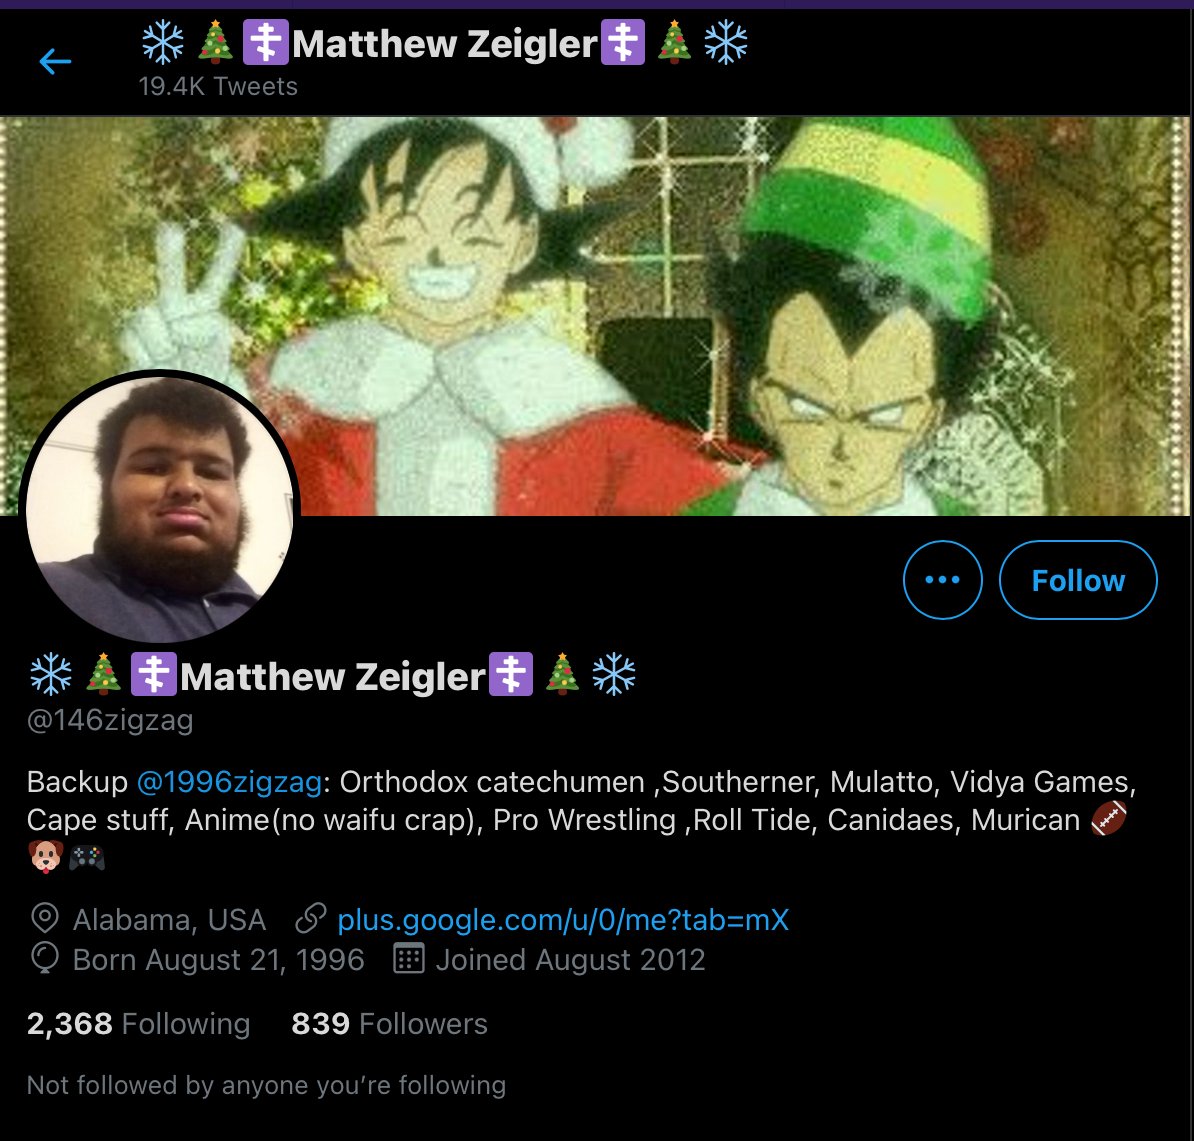 ❄️🎄☦️Matthew Zeigler☦️🎄❄️
19.4K Tweets
Follow
❄️🎄☦️Matthew Zeigler☦️🎄❄️
@146zigzag
Backup @1996zigzag: Orthodox catechumen ,Southerner, Mulatto, Vidya Games,
Cape stuff, Anime(no waifu crap), Pro Wrestling ,Roll Tide, Canidaes, Murican 🏈
🐶🎮
Alabama, USA plus.google.com/u/0/me?tab=mX
Born August 21, 1996 Joined August 2012
2,368 Following 839 Followers
Not followed by anyone you’re following